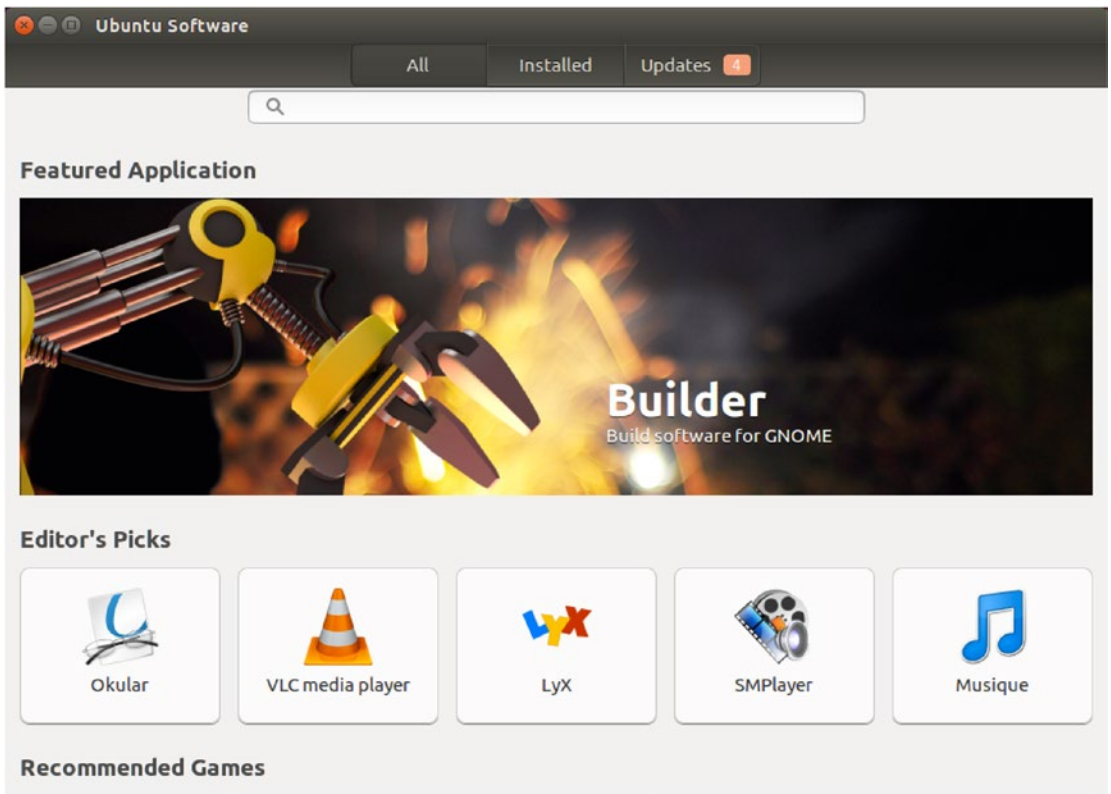 Ubuntu Software
All Installed Updates 4
Featured Application
Builder
Build software for GNOME
Editor's Picks
Okular VLC media player LyX SMPlayer Musique
Recommended Games